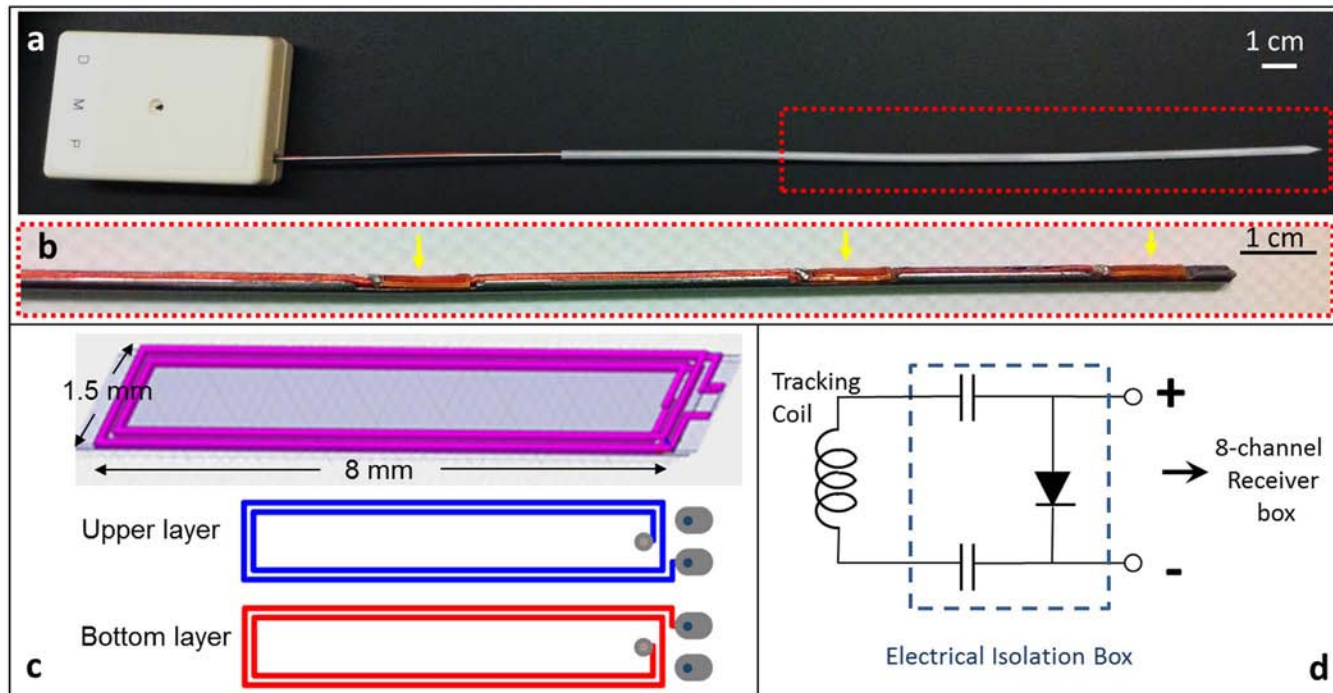 a
1 cm
D
M
P
b
1 cm
1.5 mm
8 mm
Upper layer
Bottom layer
c
Tracking
Coil
+
8-channel
Receiver
box
-
Electrical Isolation Box
d